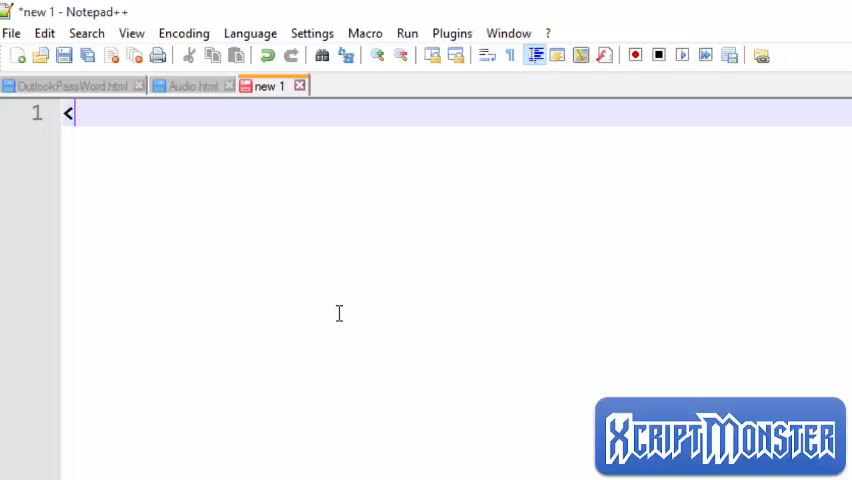 *new 1 - Notepad++
File Edit Search View Encoding Language Settings Macro Run Plugins Window ?
OutlookPassWord.html Audio.html new 1
1 <
XCRIPTMONSTER